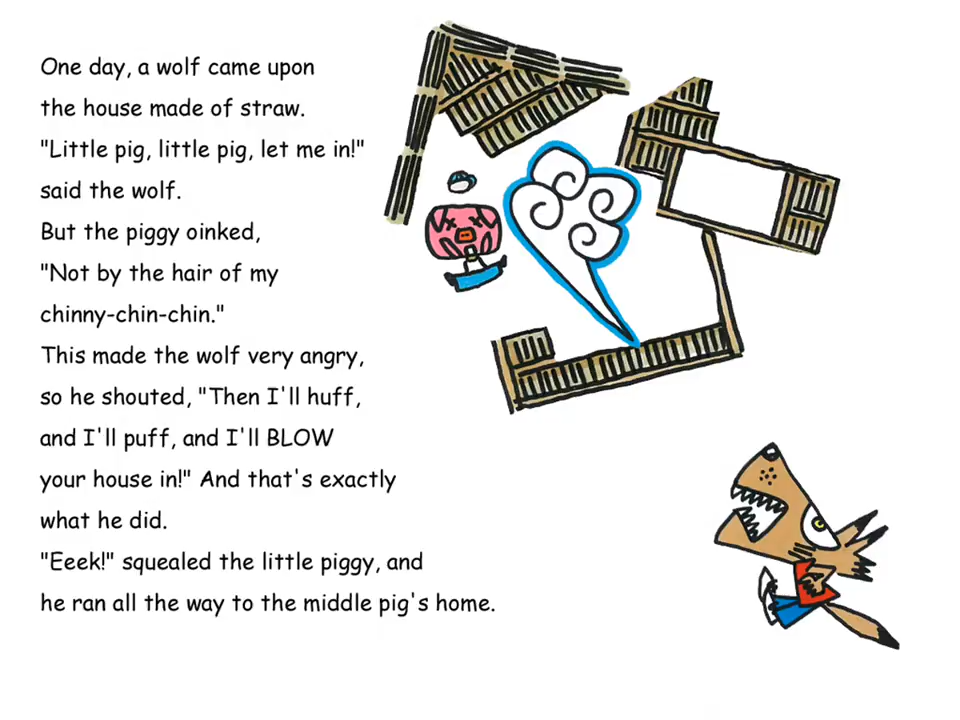 One day, a wolf came upon
the house made of straw.
"Little pig, little pig, let me in!"
said the wolf.
But the piggy oinked,
"Not by the hair of my
chinny-chin-chin."
This made the wolf very angry,
so he shouted, "Then I'll huff,
and I'll puff, and I'll BLOW
your house in!" And that's exactly
what he did.
"Eeek!" squealed the little piggy, and
he ran all the way to the middle pig's home.